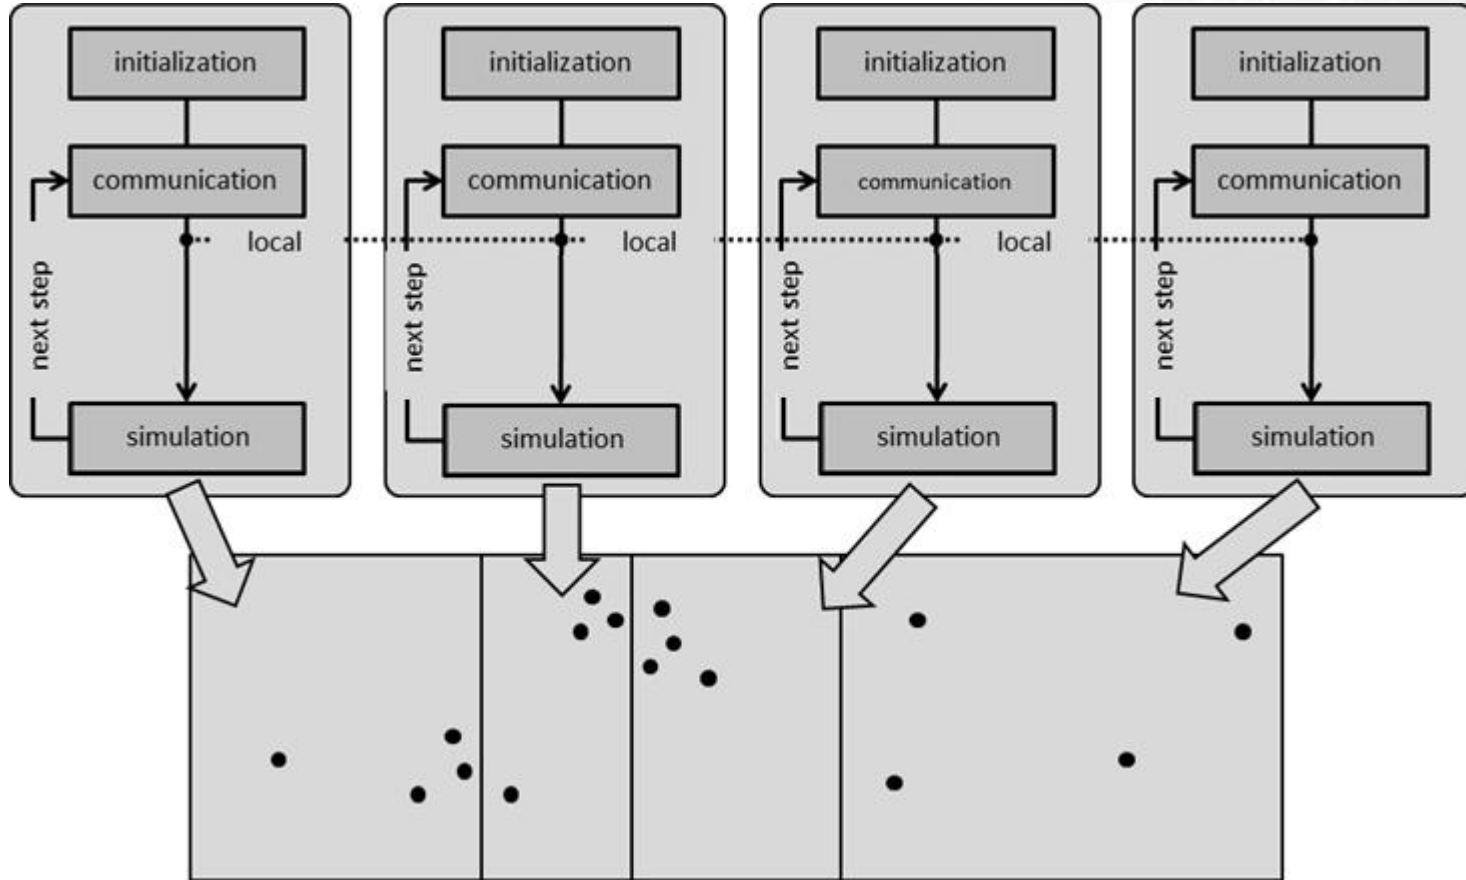 initialization
initialization
initialization
initialization
communication
communication
communication
communication
local
local
local
next step
next step
next step
next step
simulation
simulation
simulation
simulation